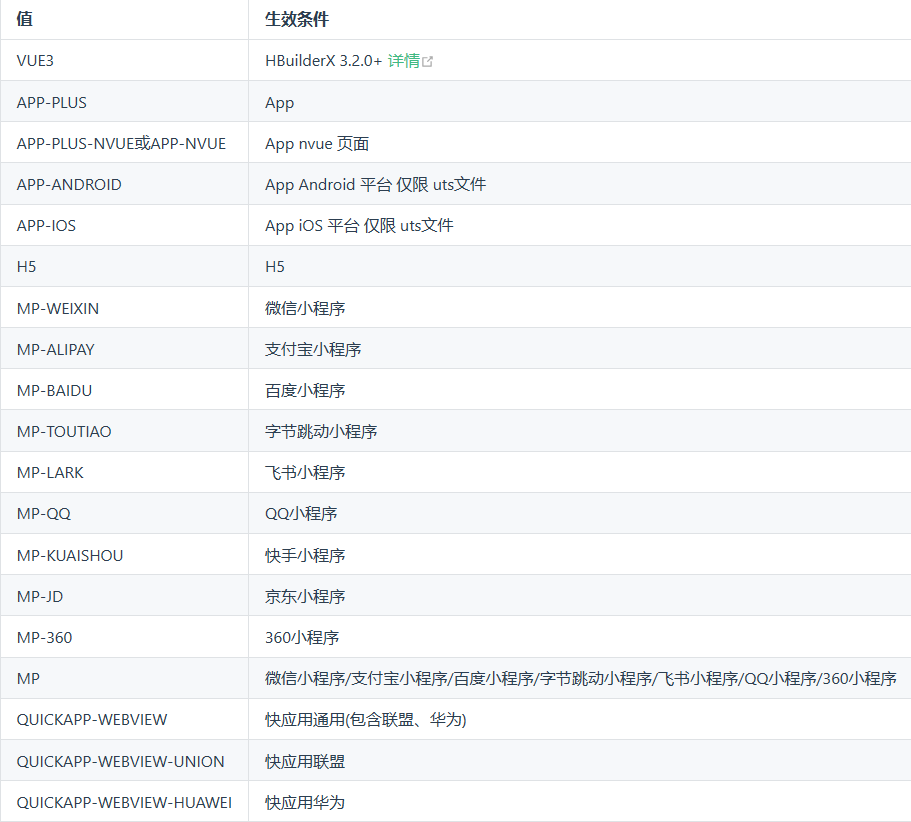 值 生效条件
VUE3 HBuilderX 3.2.0+ 详情
APP-PLUS App
APP-PLUS-NVUE或APP-NVUE App nvue 页面
APP-ANDROID App Android 平台 仅限 uts文件
APP-IOS App iOS 平台 仅限 uts文件
H5 H5
MP-WEIXIN 微信小程序
MP-ALIPAY 支付宝小程序
MP-BAIDU 百度小程序
MP-TOUTIAO 字节跳动小程序
MP-LARK 飞书小程序
MP-QQ QQ小程序
MP-KUAISHOU 快手小程序
MP-JD 京东小程序
MP-360 360小程序
MP 微信小程序/支付宝小程序/百度小程序/字节跳动小程序/飞书小程序/QQ小程序/360小程序
QUICKAPP-WEBVIEW 快应用通用(包含联盟、华为)
QUICKAPP-WEBVIEW-UNION 快应用联盟
QUICKAPP-WEBVIEW-HUAWEI 快应用华为